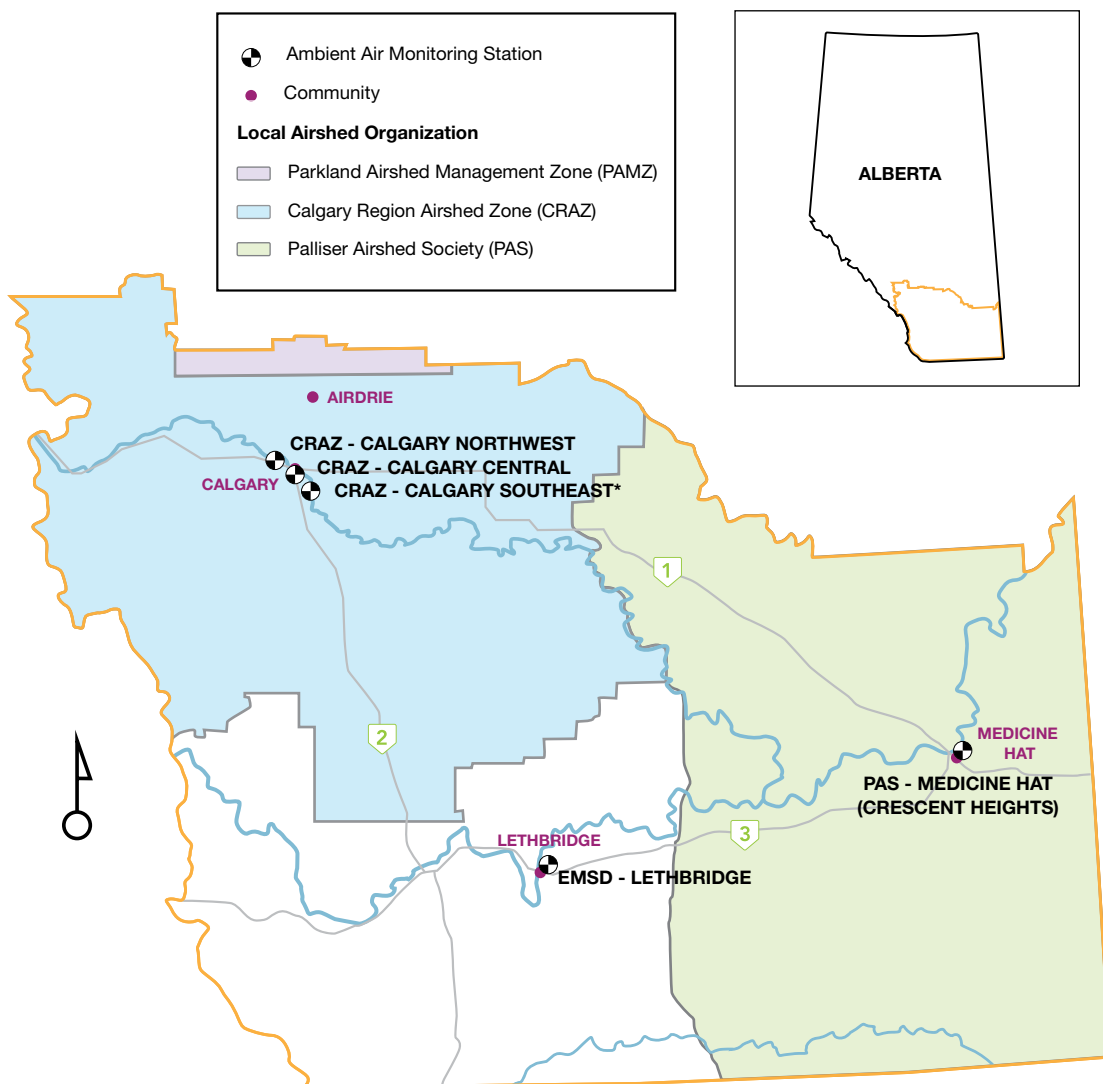 Ambient Air Monitoring Station
Community
Local Airshed Organization
Parkland Airshed Management Zone (PAMZ)
Calgary Region Airshed Zone (CRAZ)
Palliser Airshed Society (PAS)
ALBERTA
AIRDRIE
CRAZ - CALGARY NORTHWEST
CRAZ - CALGARY CENTRAL
CALGARY
CRAZ - CALGARY SOUTHEAST*
1
2
MEDICINE
HAT
PAS - MEDICINE HAT
(CRESCENT HEIGHTS)
3
LETHBRIDGE
EMSD - LETHBRIDGE